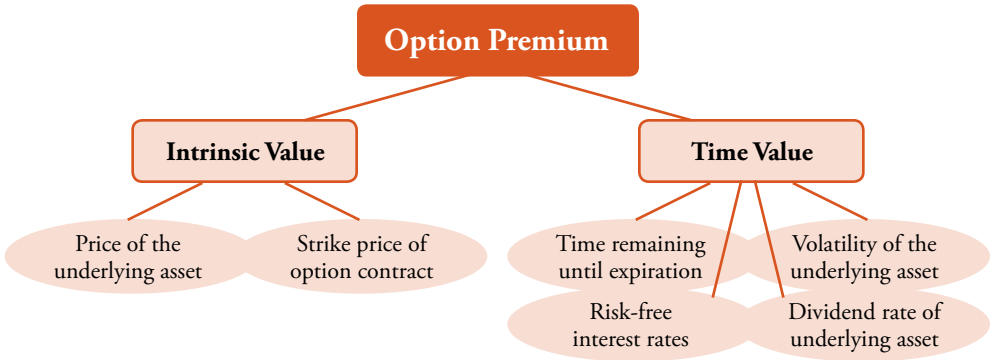 Option Premium
Intrinsic Value
Time Value
Price of the
underlying asset
Strike price of
option contract
Time remaining
until expiration
Volatility of the
underlying asset
Risk-free
interest rates
Dividend rate of
underlying asset